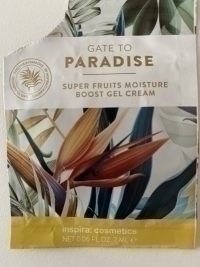 GATE TO
PARADISE
SUPER FRUITS MOISTURE
BOOST GEL CREAM
inspira: cosmetics
NET 0.06 FL.OZ. 2 ML e